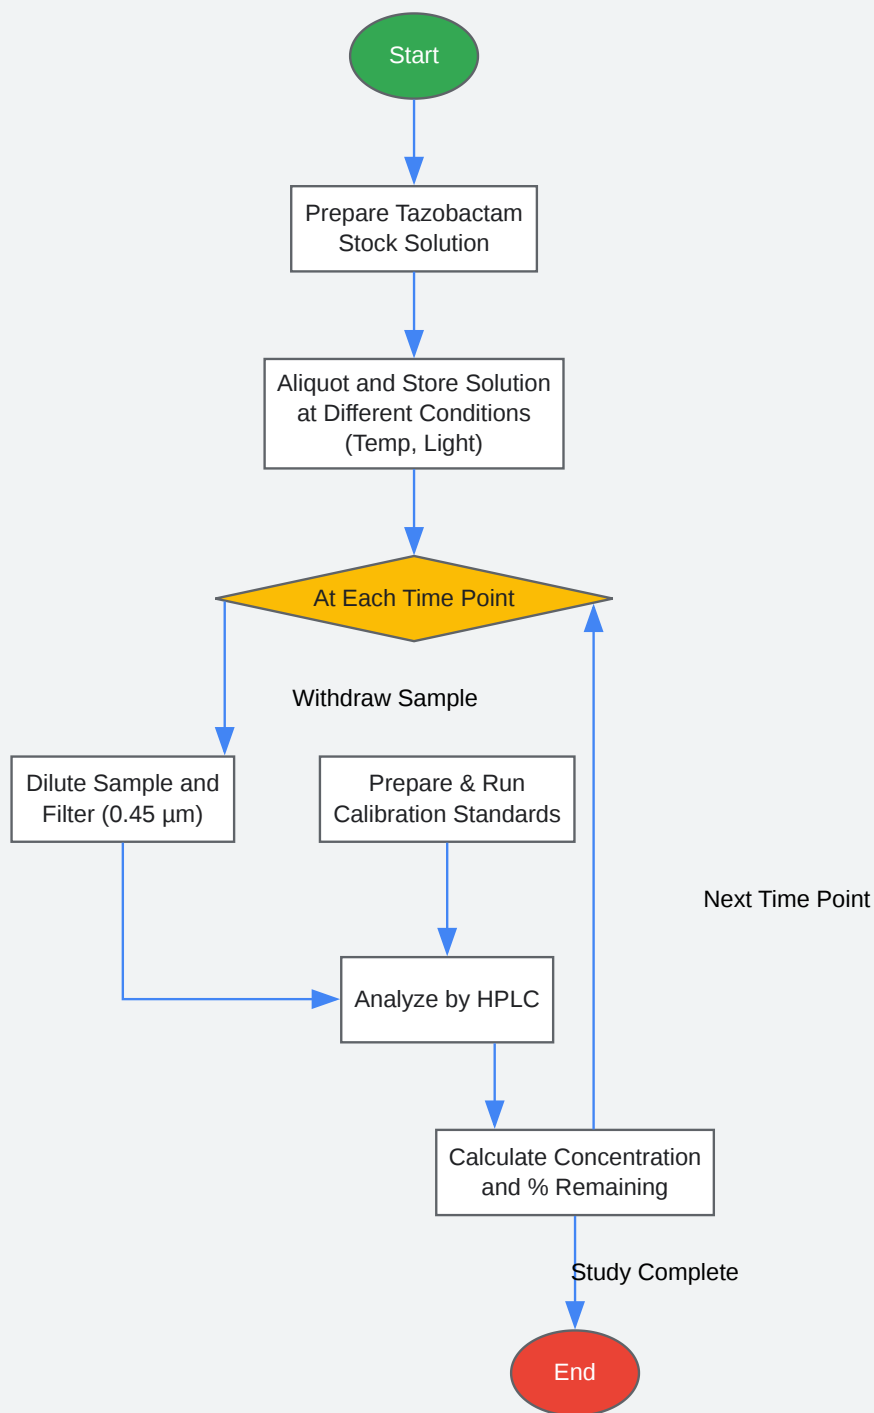 Start
Prepare Tazobactam
Stock Solution
Aliquot and Store Solution
at Different Conditions
(Temp, Light)
At Each Time Point
Withdraw Sample
Dilute Sample and
Filter (0.45 µm)
Prepare & Run
Calibration Standards
Next Time Point
Analyze by HPLC
Calculate Concentration
and % Remaining
Study Complete
End